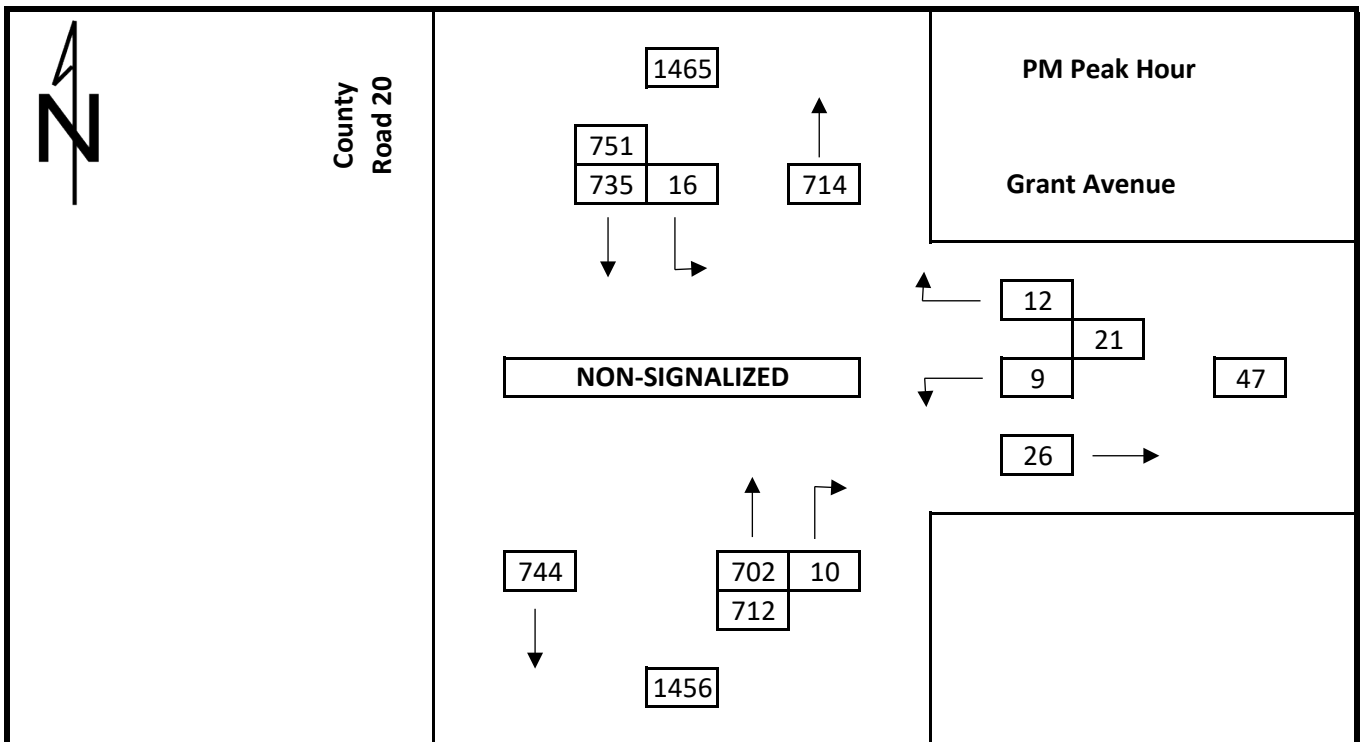 N
County
Road 20
1465
PM Peak Hour
751
735 16 714
Grant Avenue
12
21
NON-SIGNALIZED 9 47
26
744 702 10
712
1456